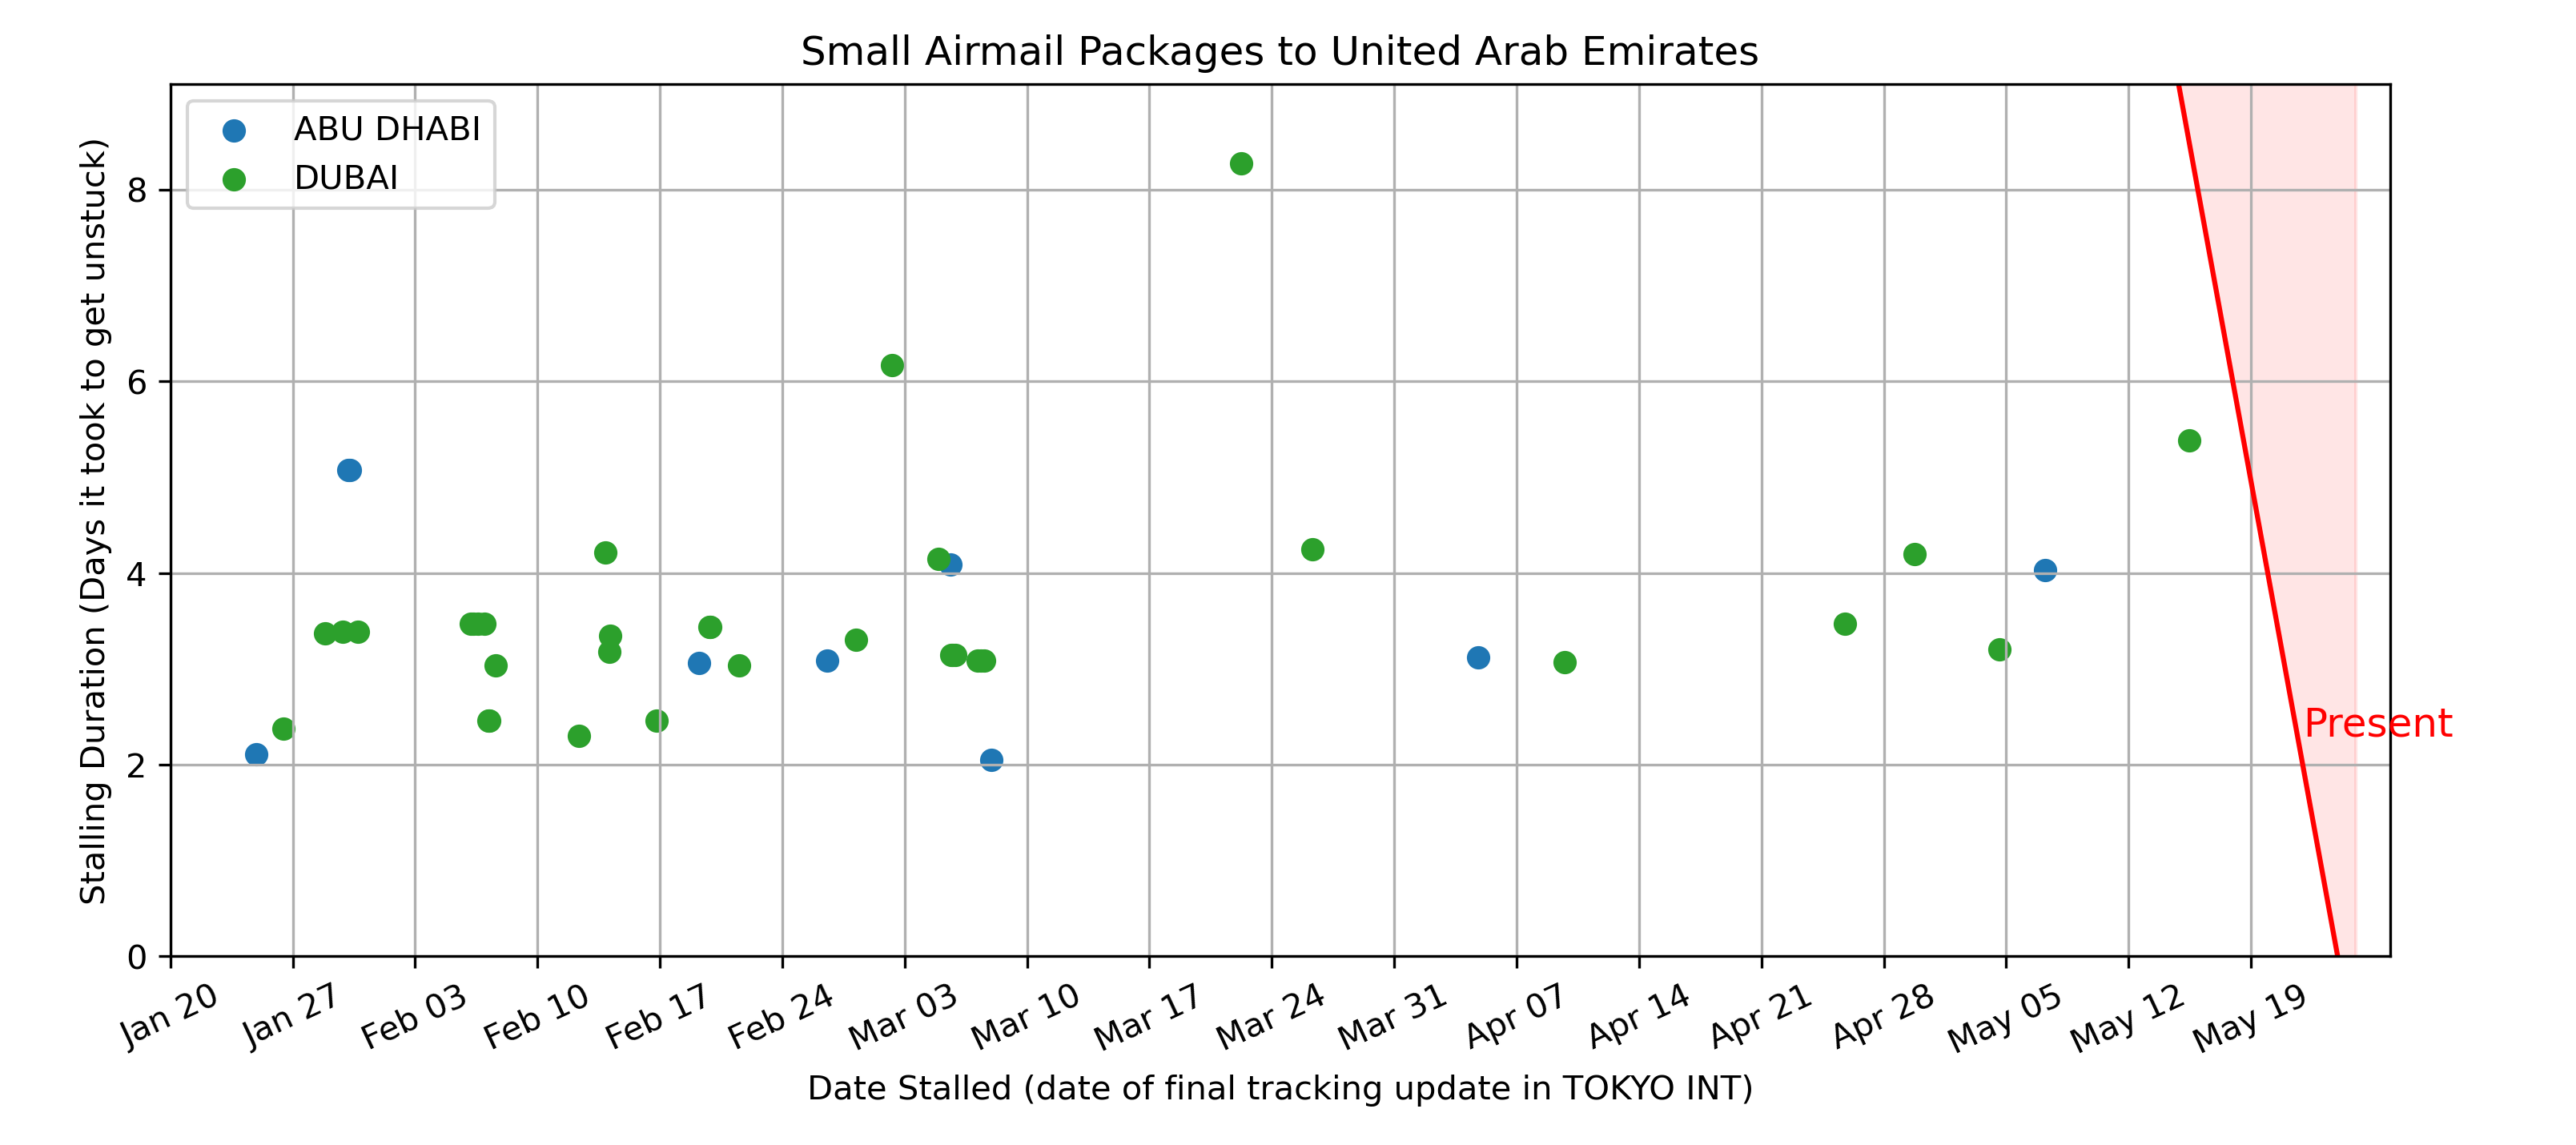 Small Airmail Packages to United Arab Emirates
ABU DHABI
DUBAI
Stalling Duration (Days it took to get unstuck)
8
6
4
2
0
Present
Jan 20
Jan 27
Feb 03
Feb 10
Feb 17
Feb 24
Mar 03
Mar 10
Mar 17
Mar 24
Mar 31
Apr 07
Apr 14
Apr 21
Apr 28
May 05
May 12
May 19
Date Stalled (date of final tracking update in TOKYO INT)